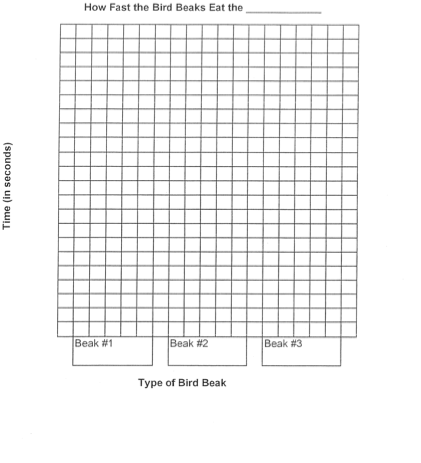 How Fast the Bird Beaks Eat the ____________
Time (in seconds)
Beak #1
Beak #2
Beak #3
Type of Bird Beak